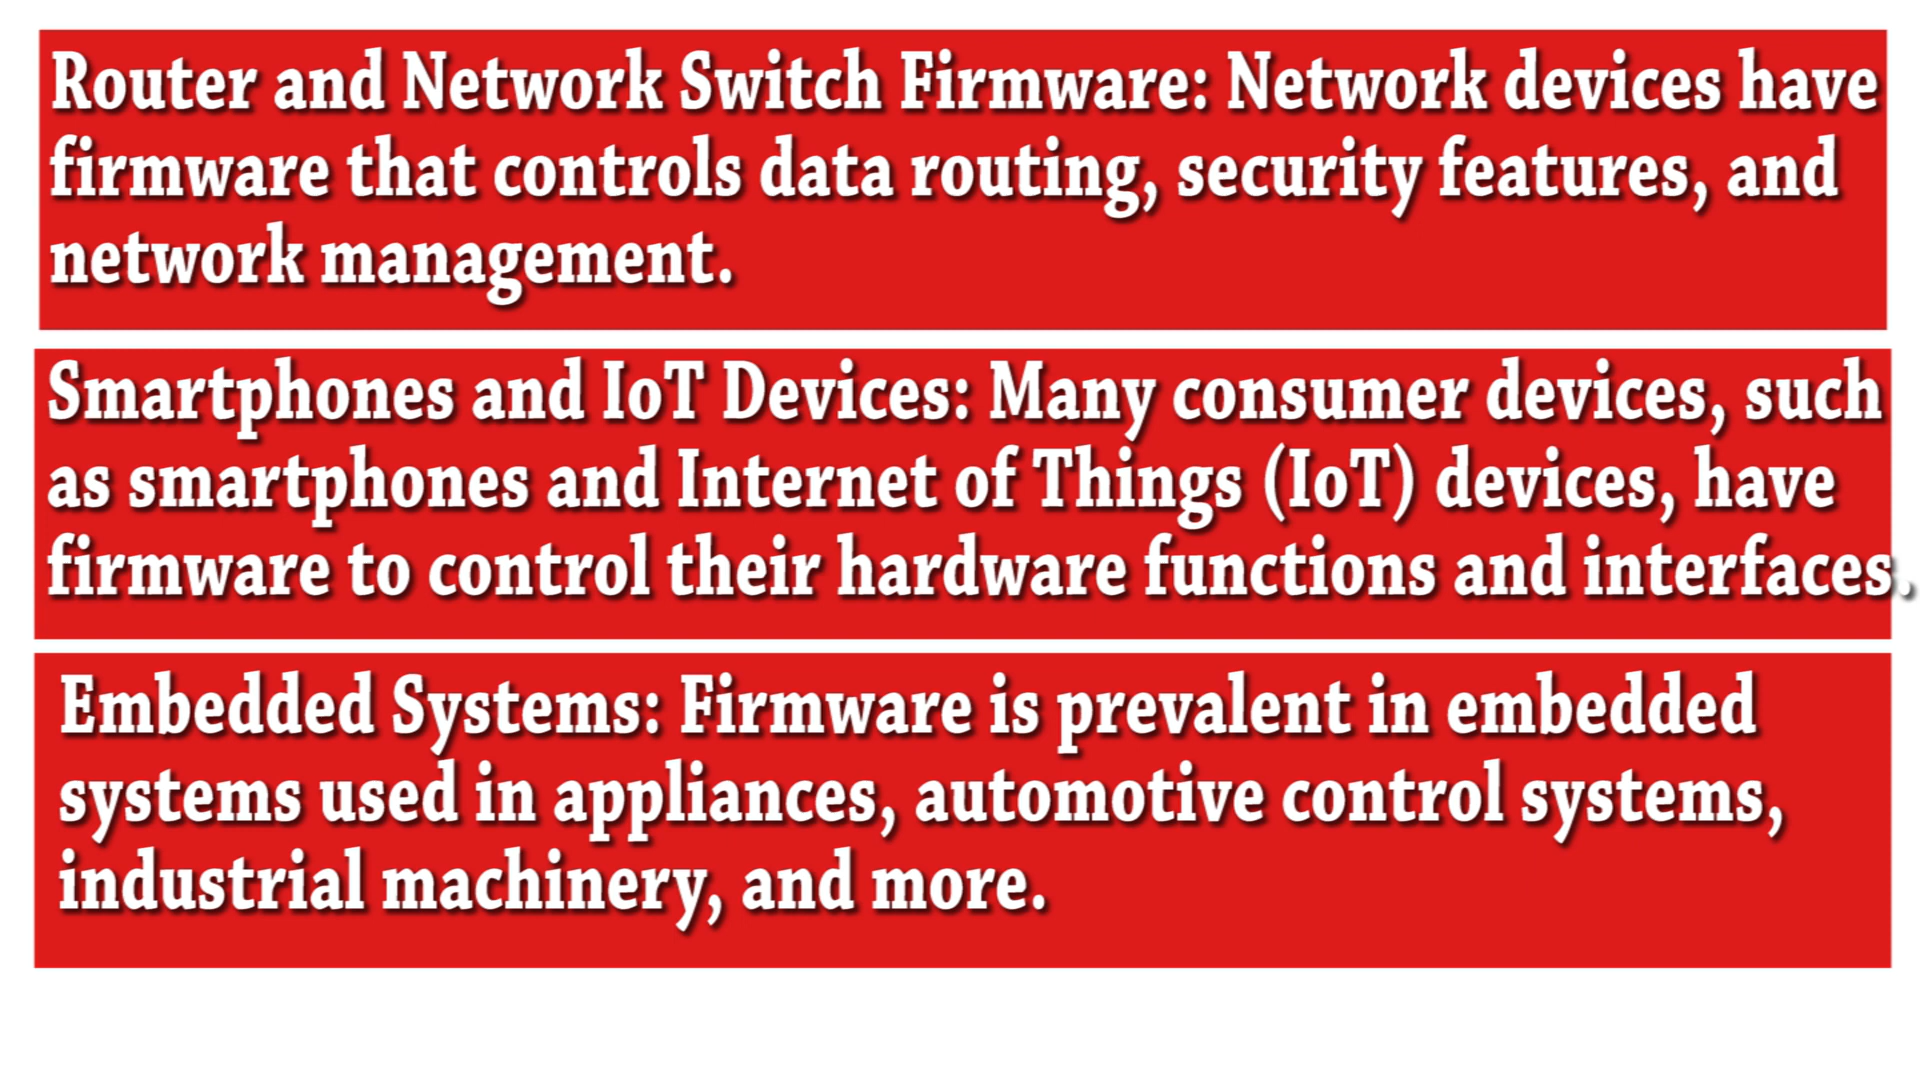 Router and Network Switch Firmware: Network devices have
firmware that controls data routing, security features, and
network management.
Smartphones and IoT Devices: Many consumer devices, such
as smartphones and Internet of Things (IoT) devices, have
firmware to control their hardware functions and interfaces.
Embedded Systems: Firmware is prevalent in embedded
systems used in appliances, automotive control systems,
industrial machinery, and more.